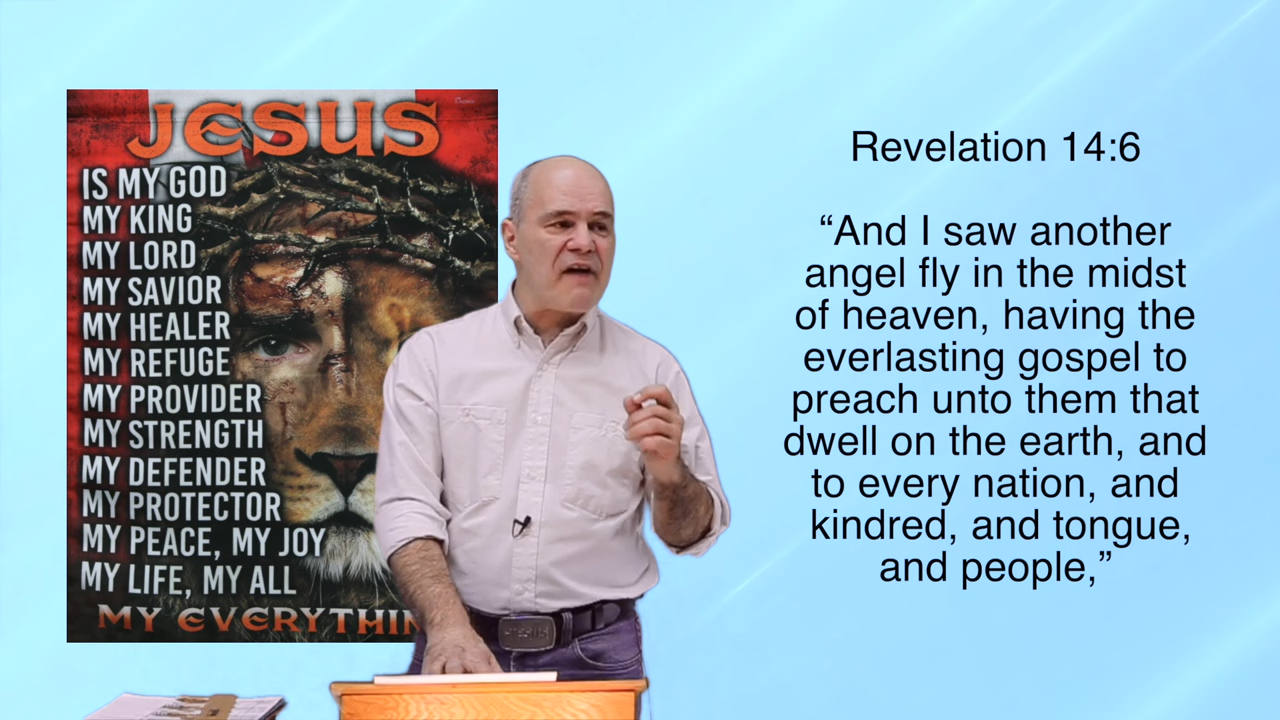 JESUS
IS MY GOD
MY KING
MY LORD
MY SAVIOR
MY HEALER
MY REFUGE
MY PROVIDER
MY STRENGTH
MY DEFENDER
MY PROTECTOR
MY PEACE, MY JOY
MY LIFE, MY ALL
MY EVERYTHIN
JESUS
Revelation 14:6
“And I saw another
angel fly in the midst
of heaven, having the
everlasting gospel to
preach unto them that
dwell on the earth, and
to every nation, and
kindred, and tongue,
and people,”